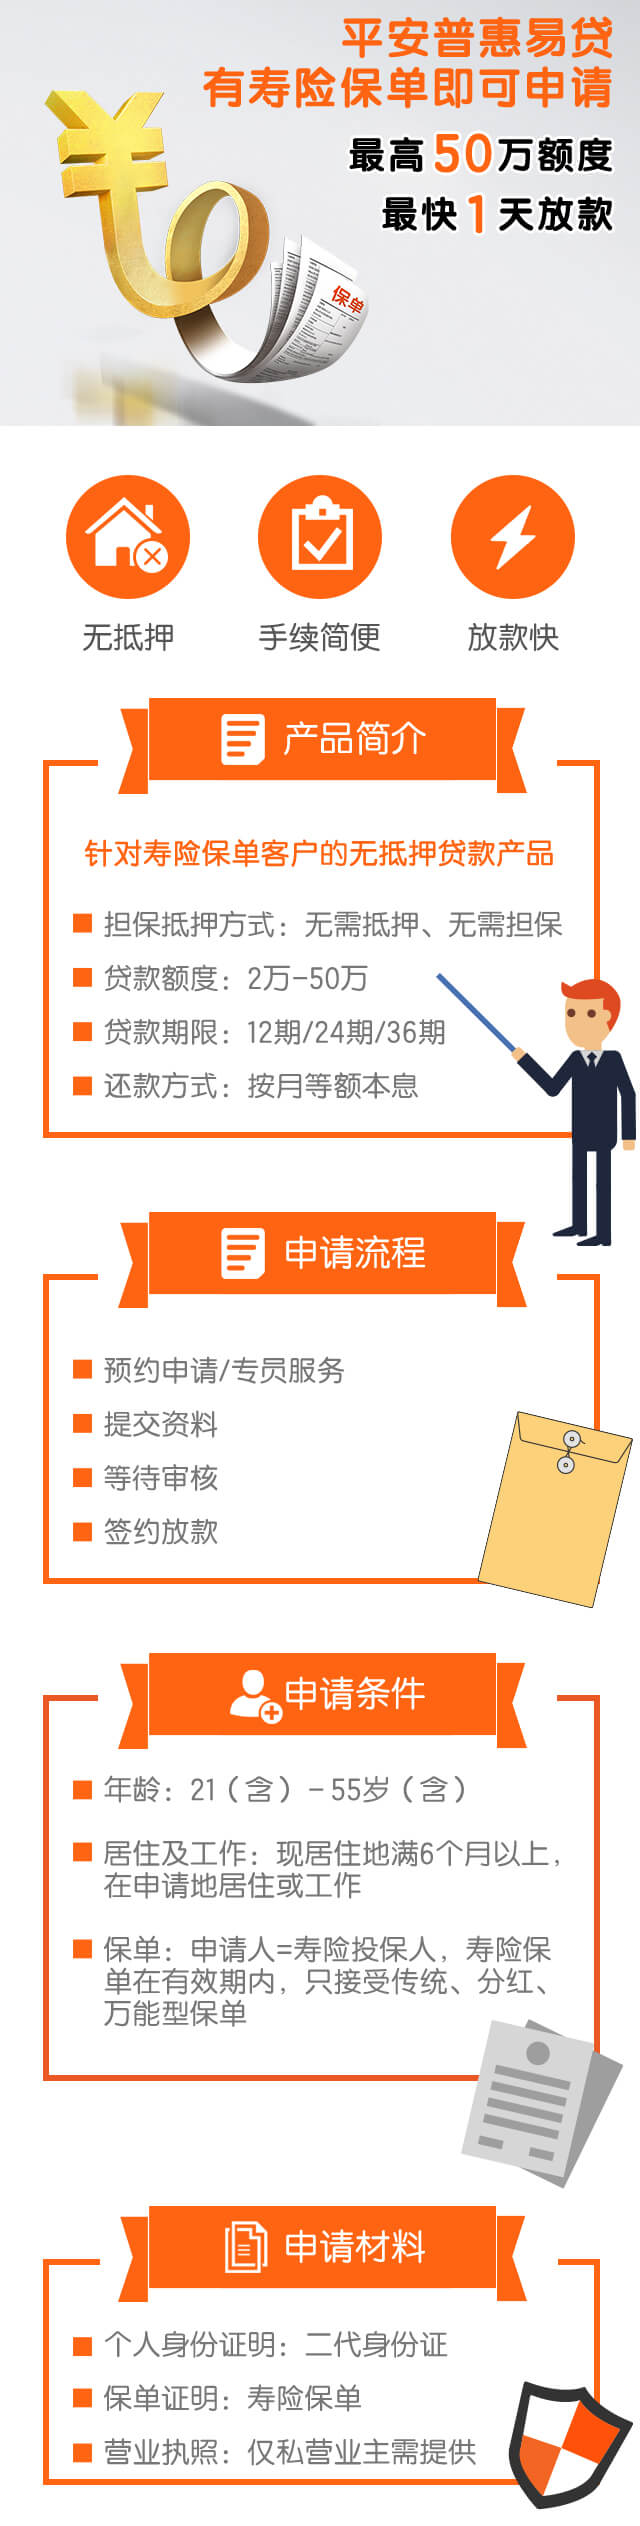 平安普惠易贷
有寿险保单即可申请
最高50万额度
最快1天放款
保单
无抵押
手续简便
放款快
产品简介
针对寿险保单客户的无抵押贷款产品
担保抵押方式：无需抵押、无需担保
贷款额度：2万-50万
贷款期限：12期/24期/36期
还款方式：按月等额本息
申请流程
预约申请/专员服务
提交资料
等待审核
签约放款
申请条件
年龄：21（含）-55岁（含）
居住及工作：现居住地满6个月以上，
在申请地居住或工作
保单：申请人=寿险投保人，寿险保
单在有效期内，只接受传统、分红、
万能型保单
申请材料
个人身份证明：二代身份证
保单证明：寿险保单
营业执照：仅私营业主需提供